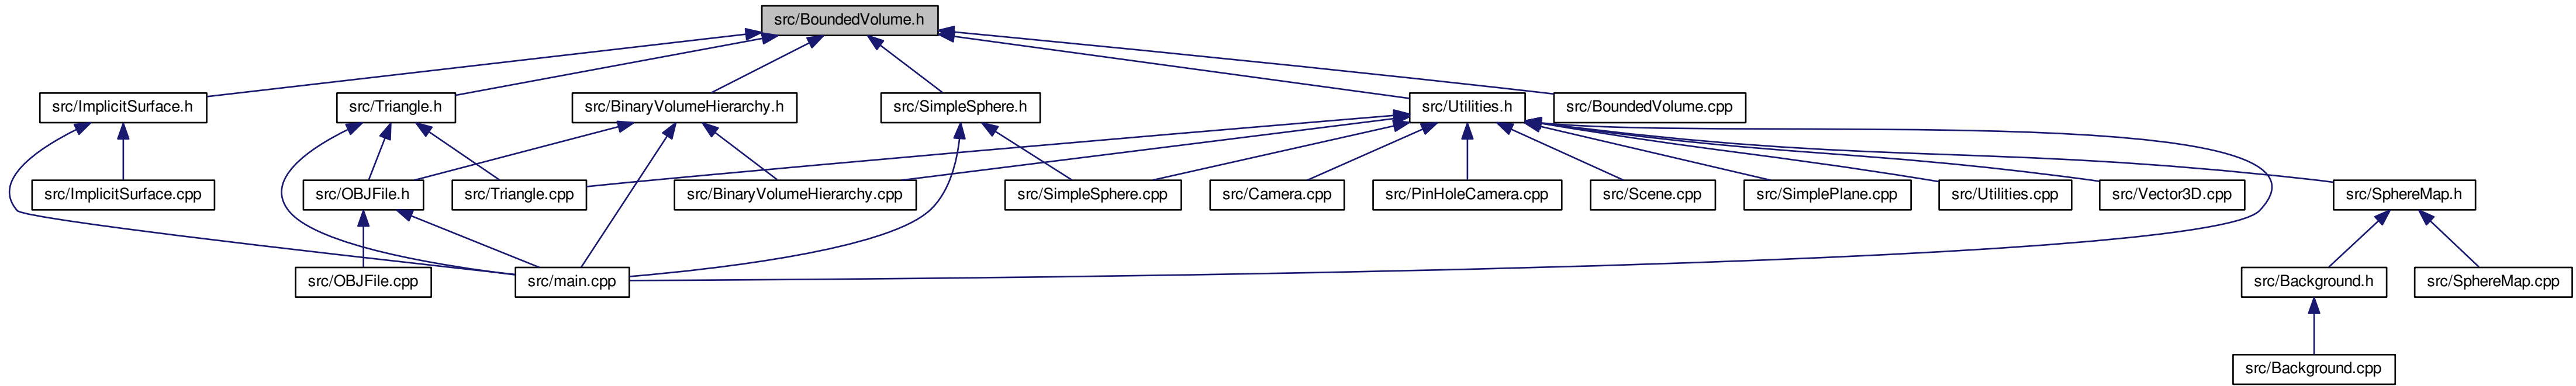 src/BoundedVolume.h
src/ImplicitSurface.h
src/Triangle.h
src/BinaryVolumeHierarchy.h
src/SimpleSphere.h
src/Utilities.h
src/BoundedVolume.cpp
src/ImplicitSurface.cpp
src/OBJFile.h
src/Triangle.cpp
src/BinaryVolumeHierarchy.cpp
src/SimpleSphere.cpp
src/Camera.cpp
src/PinHoleCamera.cpp
src/Scene.cpp
src/SimplePlane.cpp
src/Utilities.cpp
src/Vector3D.cpp
src/SphereMap.h
src/OBJFile.cpp
src/main.cpp
src/Background.h
src/SphereMap.cpp
src/Background.cpp